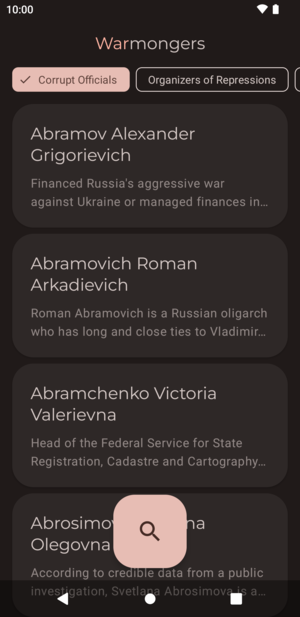 10:00
Warmongers
Corrupt Officials
Organizers of Repressions
Abramov Alexander
Grigorievich
Financed Russia's aggressive war
against Ukraine or managed finances in…
Abramovich Roman
Arkadievich
Roman Abramovich is a Russian oligarch
who has long and close ties to Vladimir…
Abramchenko Victoria
Valerievna
Head of the Federal Service for State
Registration, Cadastre and Cartography…
Olegovna
According to credible data from a public
investigation, Svetlana Abrosimova is a…